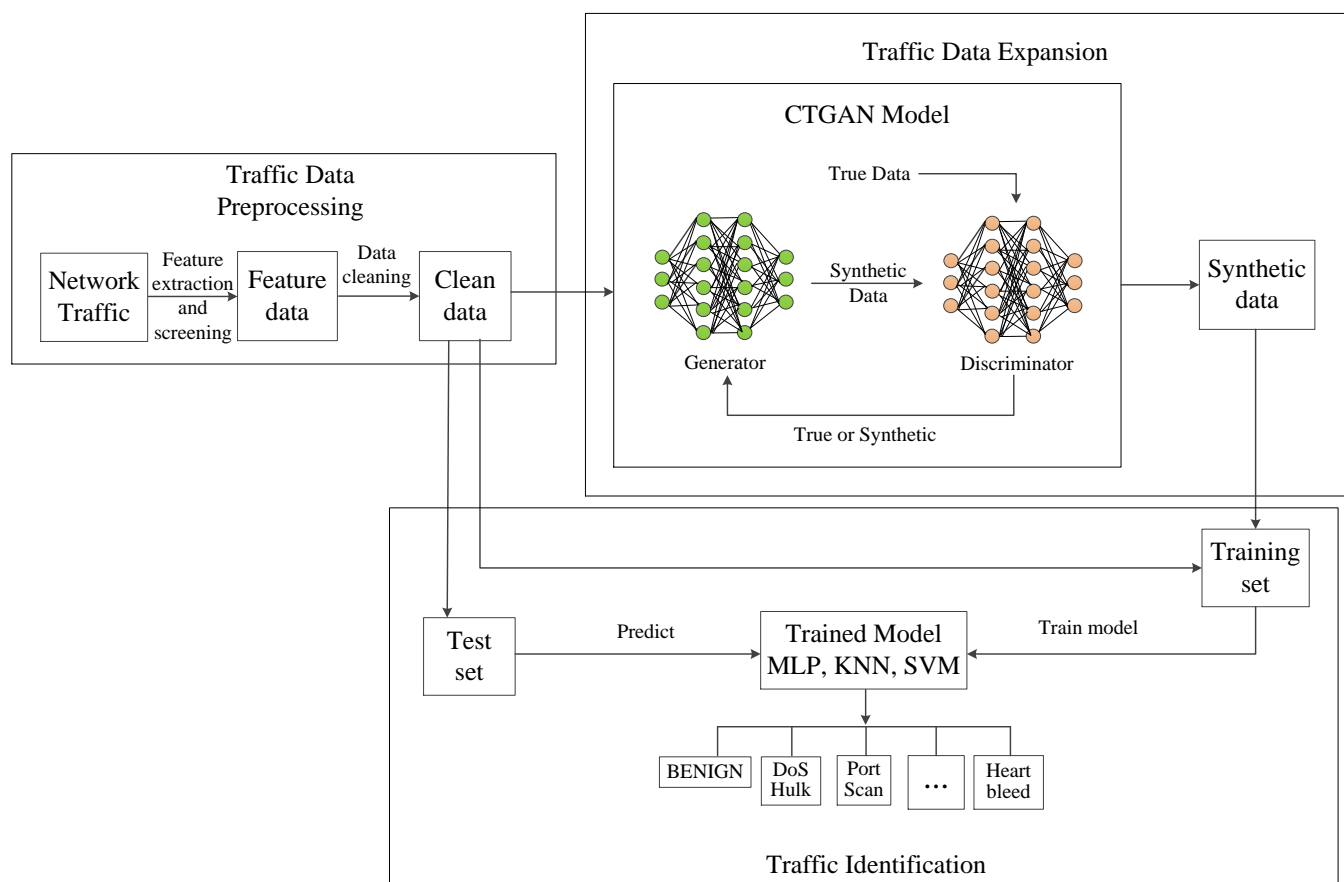 Traffic Data Expansion
CTGAN Model
True Data
Synthetic
Data
Generator
Discriminator
True or Synthetic
Traffic Data
Preprocessing
Network
Traffic
Feature
extraction
and
screening
Feature
data
Data
cleaning
Clean
data
Synthetic
data
Training
set
Test
set
Predict
Trained Model
MLP, KNN, SVM
Train model
BENIGN
DoS
Hulk
Port
Scan
...
Heart
bleed
Traffic Identification